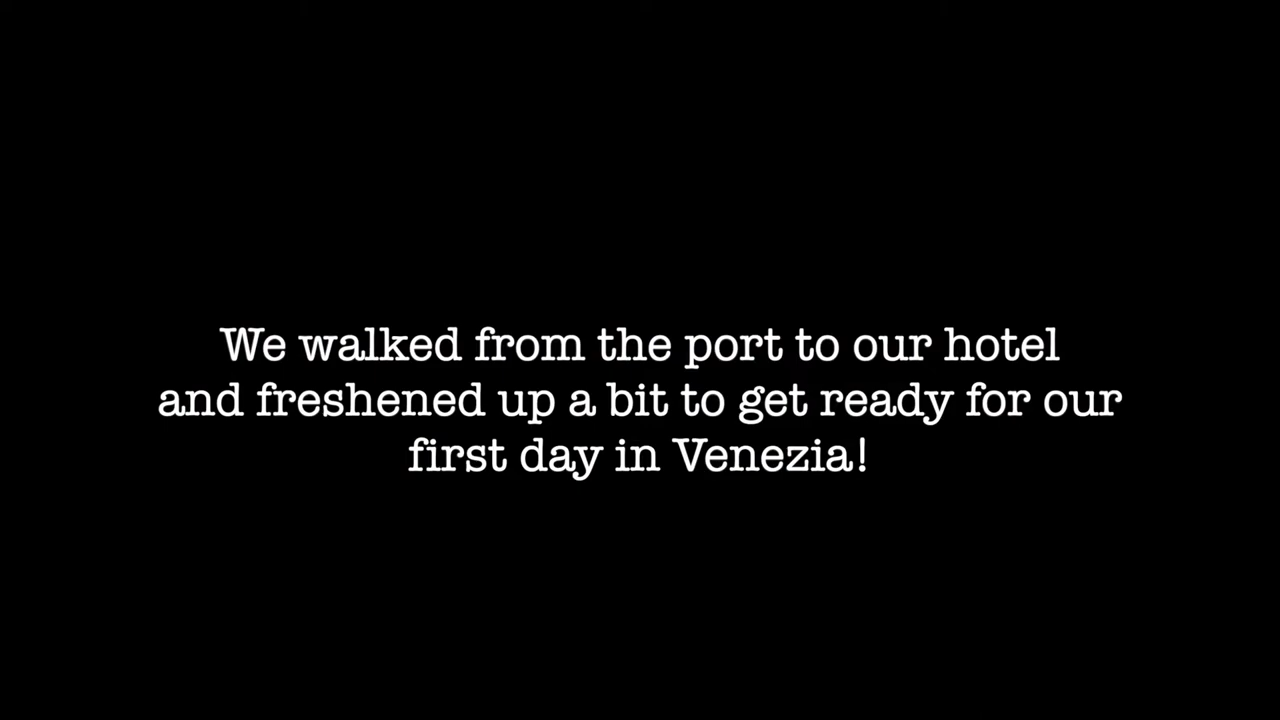 We walked from the port to our hotel
and freshened up a bit to get ready for our
first day in Venezia!